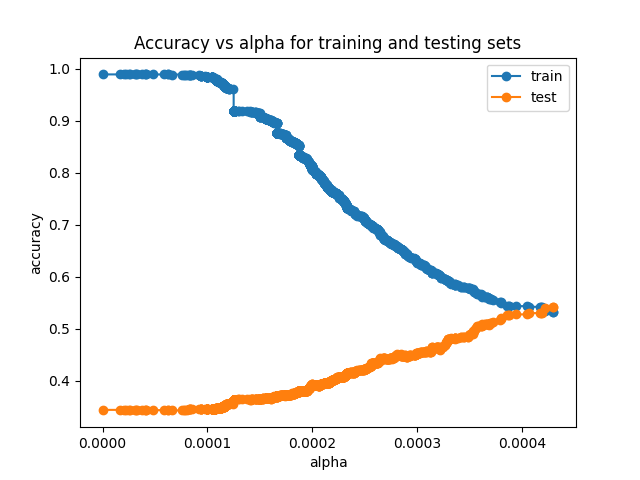 Accuracy vs alpha for training and testing sets
train
test
accuracy
1.0
0.9
0.8
0.7
0.6
0.5
0.4
0.0000
0.0001
0.0002
0.0003
0.0004
alpha